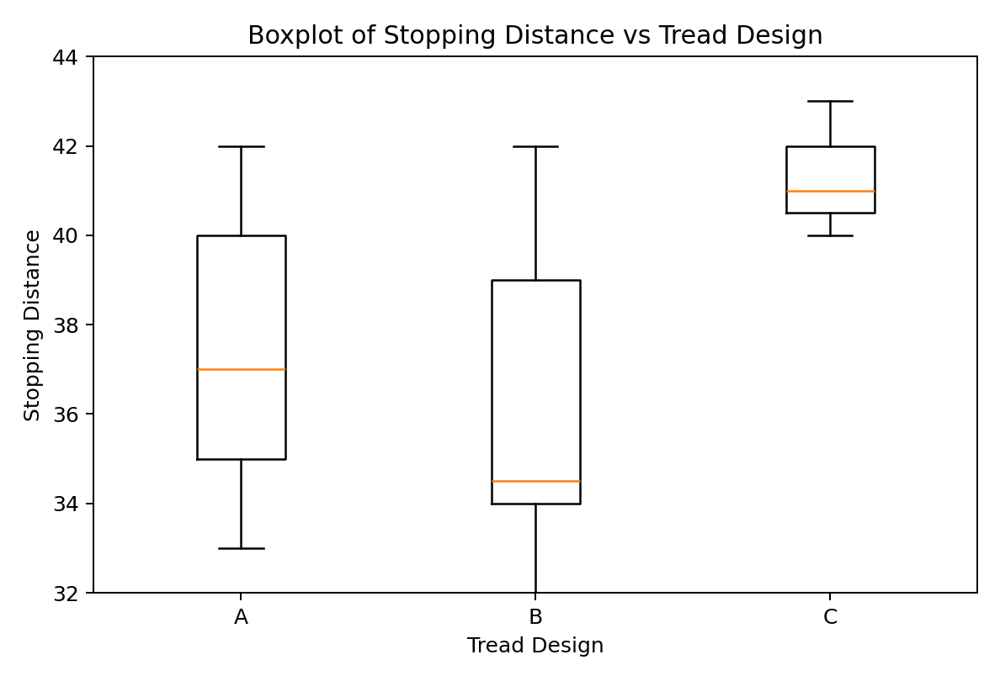 Boxplot of Stopping Distance vs Tread Design
44
42
40
38
36
34
32
Stopping Distance
A B C
Tread Design